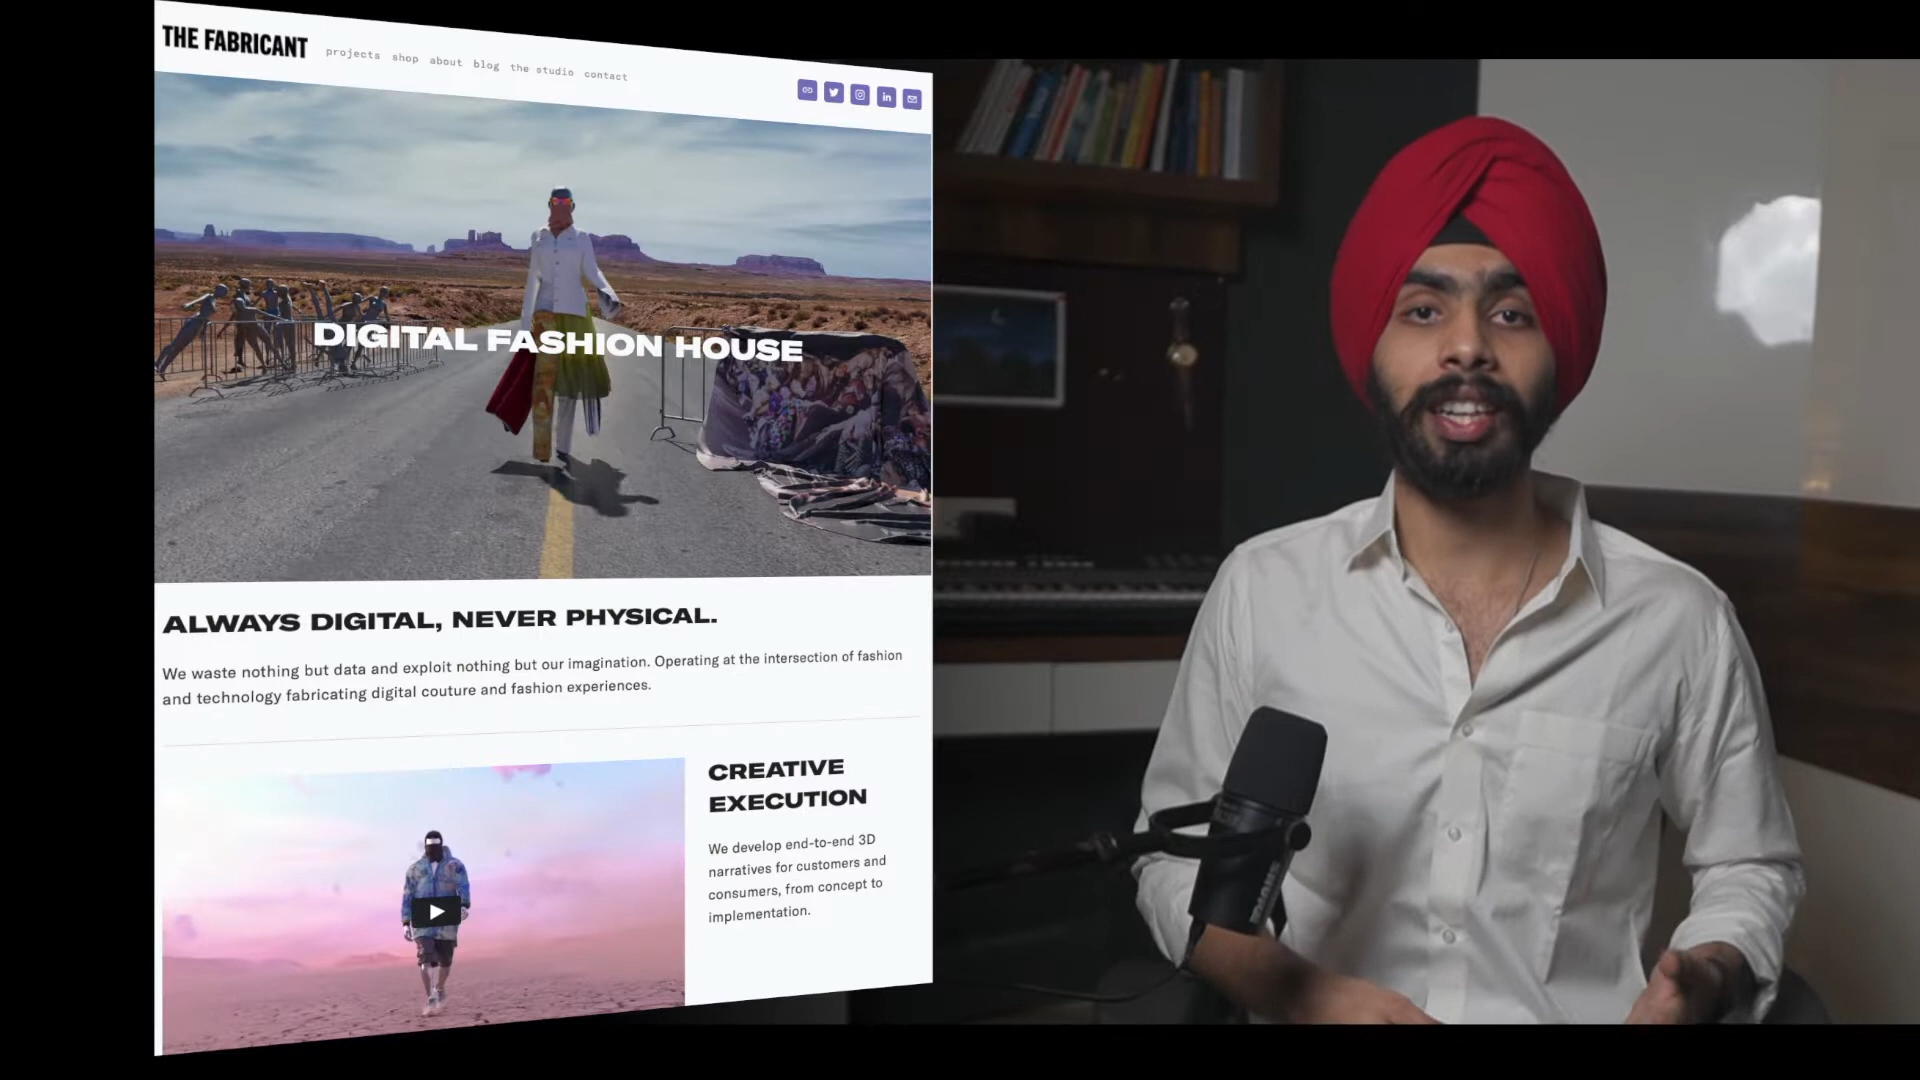 THE FABRICANT
projects shop about blog the studio contact
DIGITAL FASHION HOUSE
ALWAYS DIGITAL, NEVER PHYSICAL.
We waste nothing but data and exploit nothing but our imagination. Operating at the intersection of fashion
and technology fabricating digital couture and fashion experiences.
CREATIVE
EXECUTION
We develop end-to-end 3D
narratives for customers and
consumers, from concept to
implementation.